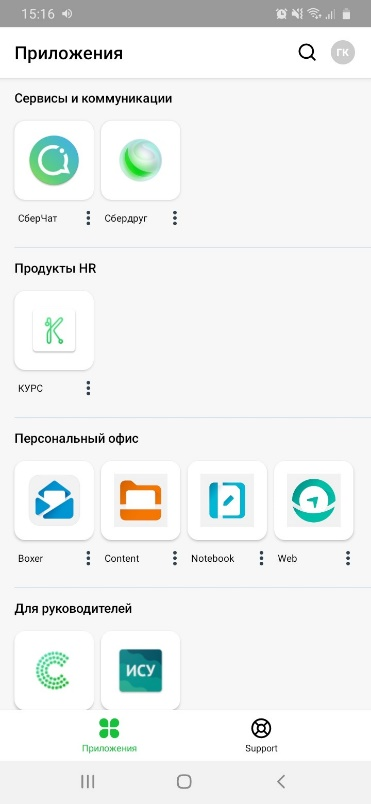 15:16
Приложения
ГК
Сервисы и коммуникации
СберЧат
Сбердруг
Продукты HR
К
КУРС
Персональный офис
Boxer
Content
Notebook
Web
Для руководителей
ИСУ
Приложения
Support